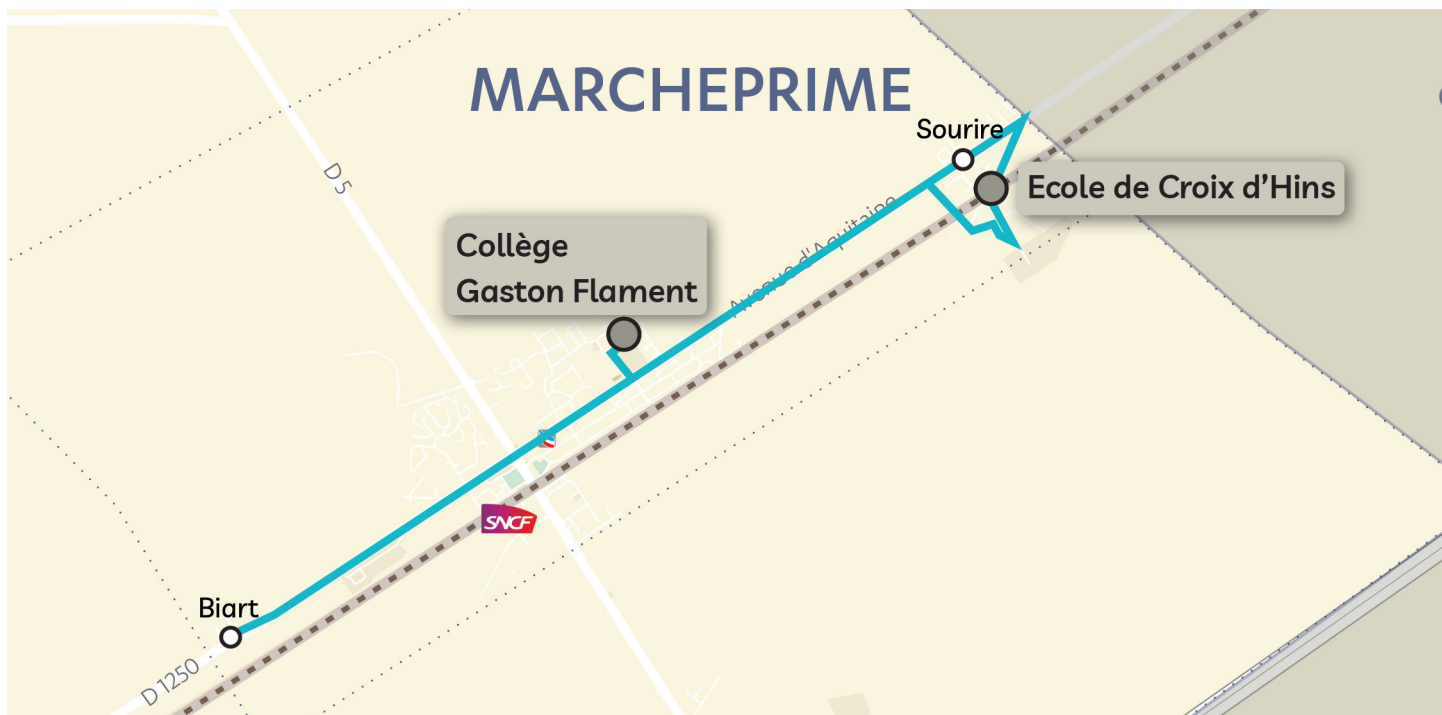 MARCHEPRIME
Sourire
D 5
Ecole de Croix d'Hins
Avenue d'Aquitaine
Collège
Gaston Flament
SNCF
Biart
D 1250